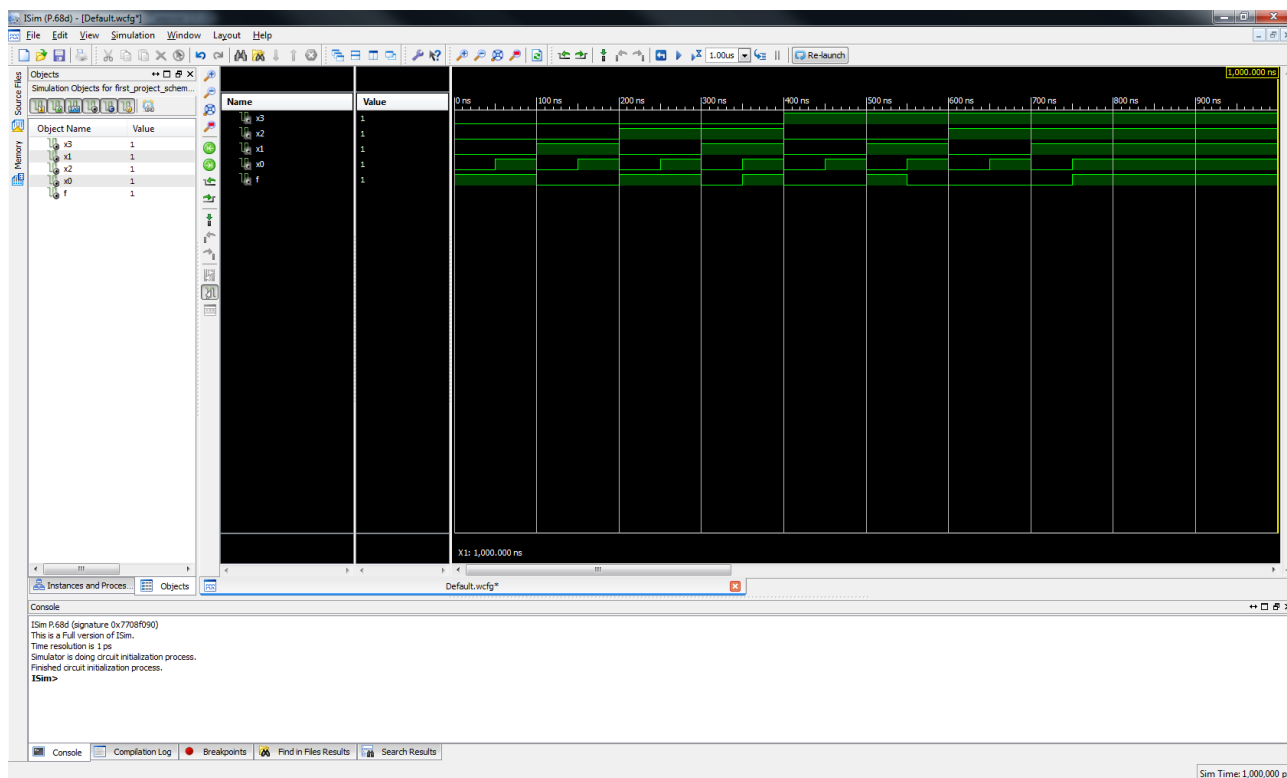 ISim (P.68d) - [Default.wcfg*]
File Edit View Simulation Window Layout Help
1.00us Re-launch
Source Files
Memory
Objects
Simulation Objects for first_project_schem...
Object Name Value
x3 1
x1 1
x2 1
x0 1
f 1
Instances and Proces... Objects
Name Value
x3 1
x2 1
x1 1
x0 1
f 1
1,000.000 ns
0 ns 100 ns 200 ns 300 ns 400 ns 500 ns 600 ns 700 ns 800 ns 900 ns
X1: 1,000.000 ns
Default.wcfg*
Console
ISim P.68d (signature 0x7708f090)
This is a Full version of ISim.
Time resolution is 1 ps
Simulator is doing circuit initialization process.
Finished circuit initialization process.
ISim>
Console Compilation Log Breakpoints Find in Files Results Search Results
Sim Time: 1,000,000 p